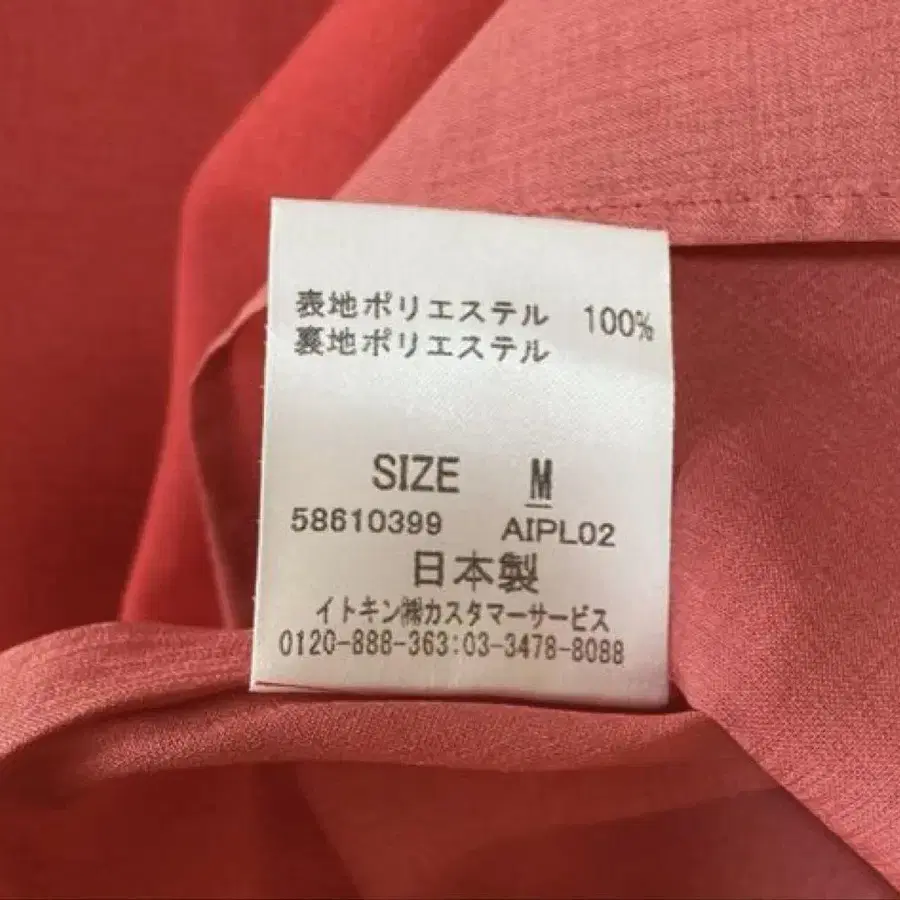 表地ポリエステル 100%
裏地ポリエステル
SIZE M
58610399 AIPL02
日本製
イトキン㈱カスタマーサービス
0120-888-363:03-3478-8088